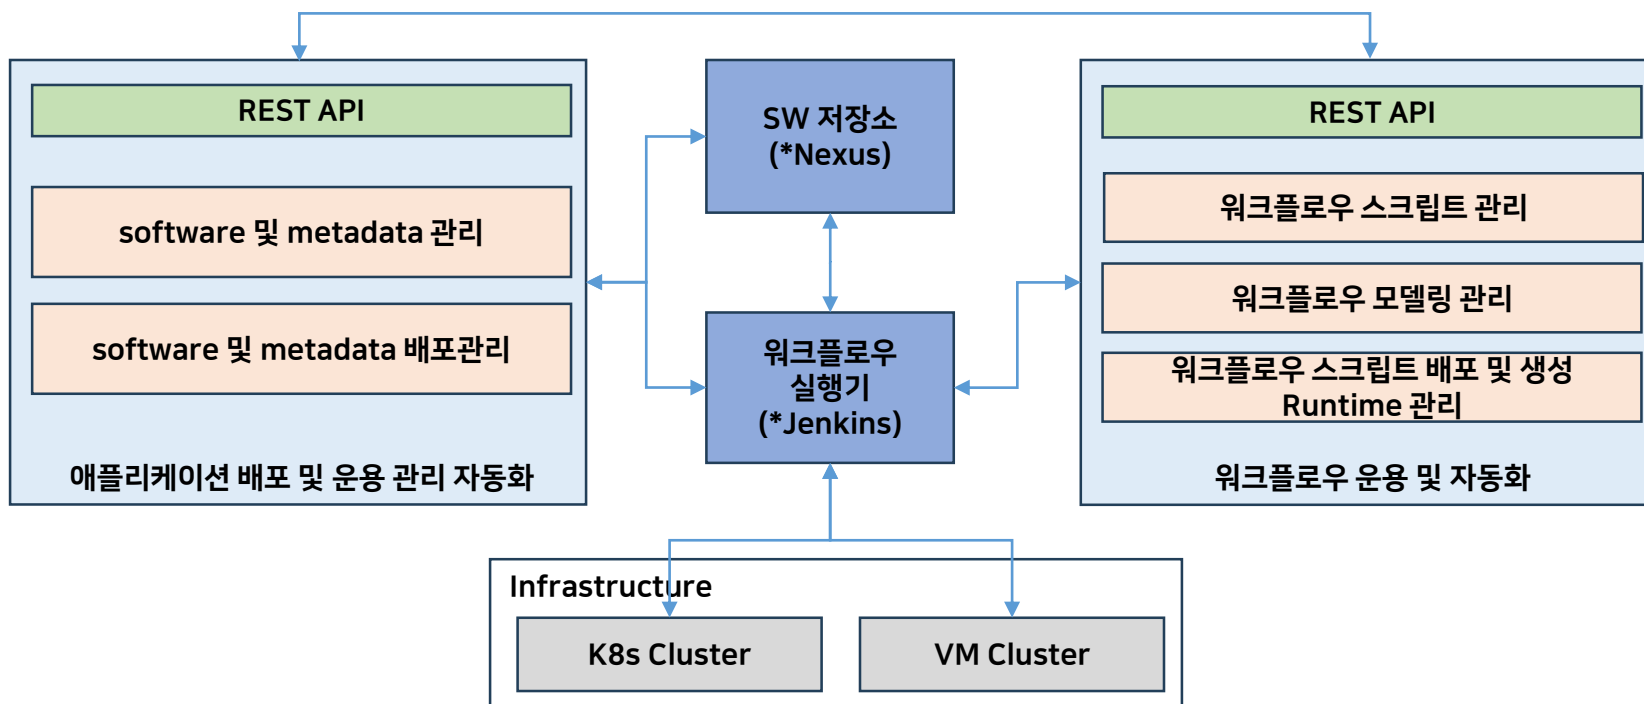 REST API
software 및 metadata 관리
software 및 metadata 배포관리
애플리케이션 배포 및 운용 관리 자동화
SW 저장소
(*Nexus)
워크플로우
실행기
(*Jenkins)
REST API
워크플로우 스크립트 관리
워크플로우 모델링 관리
워크플로우 스크립트 배포 및 생성
Runtime 관리
워크플로우 운용 및 자동화
Infrastructure
K8s Cluster
VM Cluster